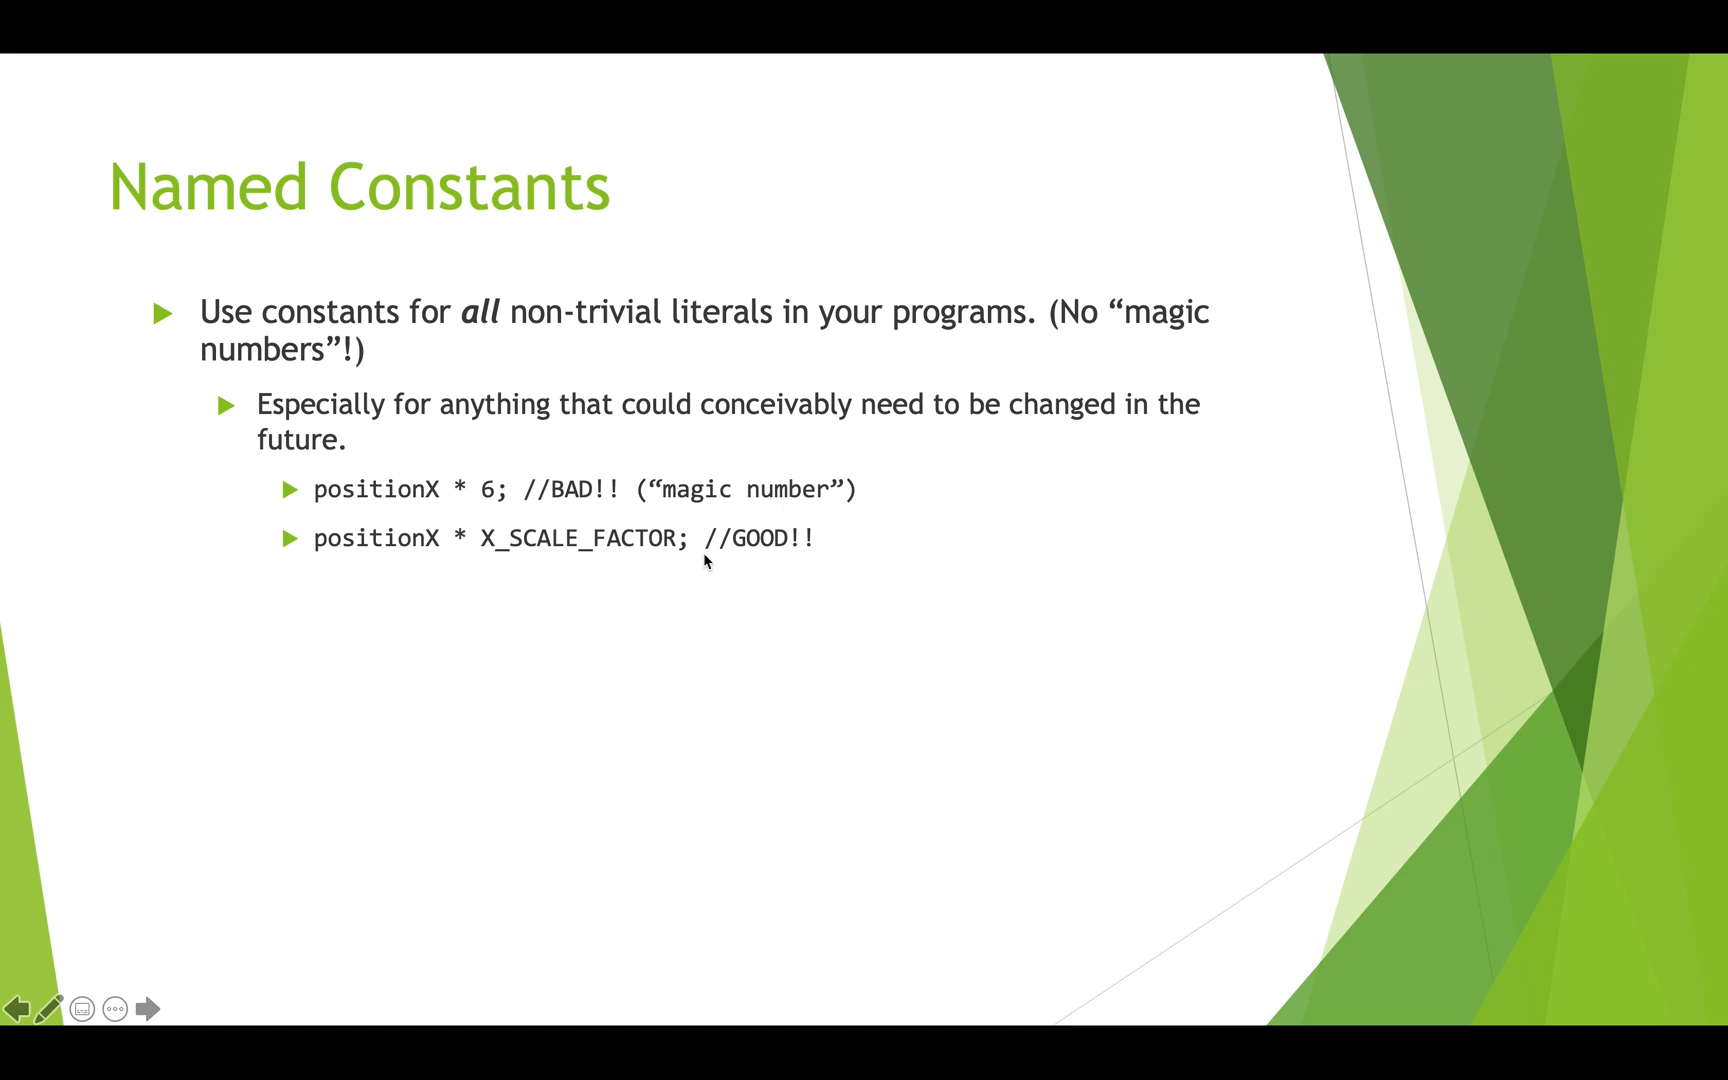 Named Constants
Use constants for all non-trivial literals in your programs. (No “magic
numbers”!)
Especially for anything that could conceivably need to be changed in the
future.
positionX * 6; //BAD!! (“magic number”)
positionX * X_SCALE_FACTOR; //GOOD!!